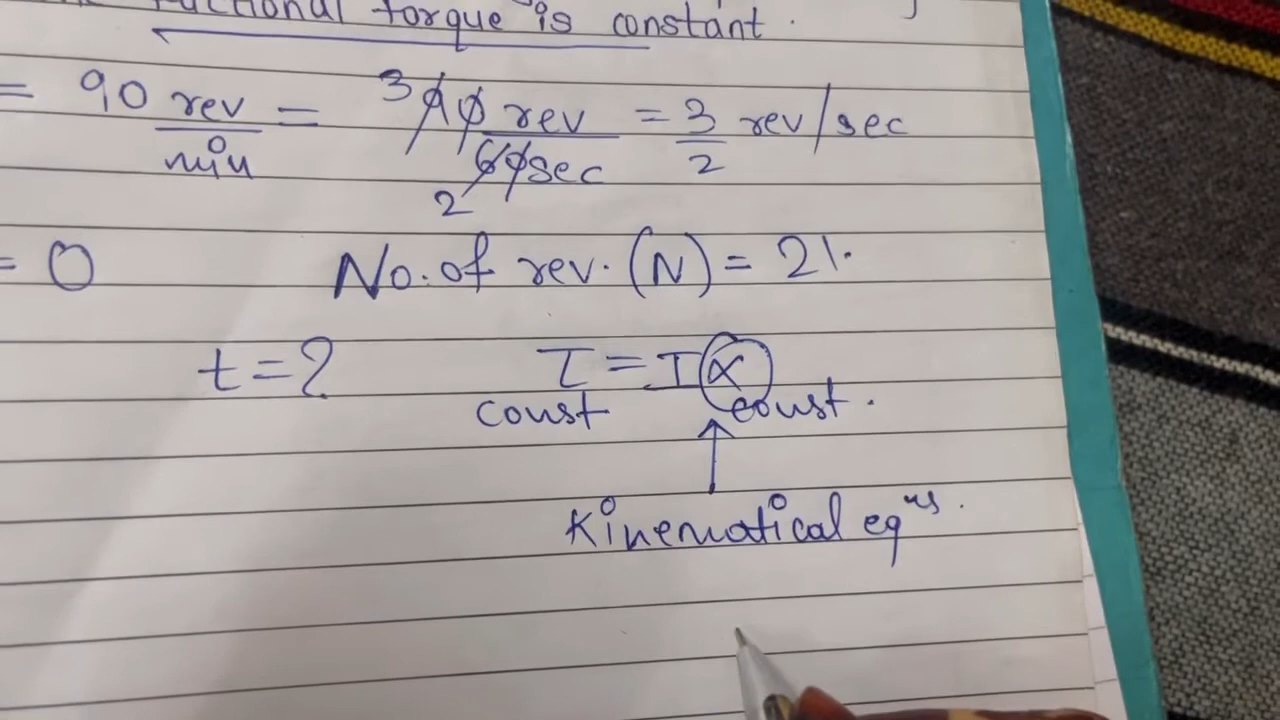 frictional torque is constant.
= 90 rev/min = 3 90 rev/60 sec 2 = 3/2 rev/sec
= 0 No. of rev. (N) = 21.
t = ? τ = I α
const const.
↑
Kinematical eqns.